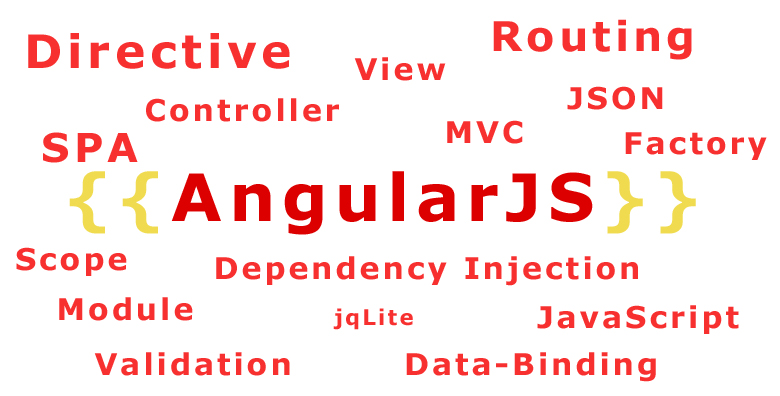 Directive
Routing
View
Controller
JSON
MVC
SPA
Factory
{{AngularJS}}
Scope
Dependency Injection
Module
jqLite
JavaScript
Validation
Data-Binding